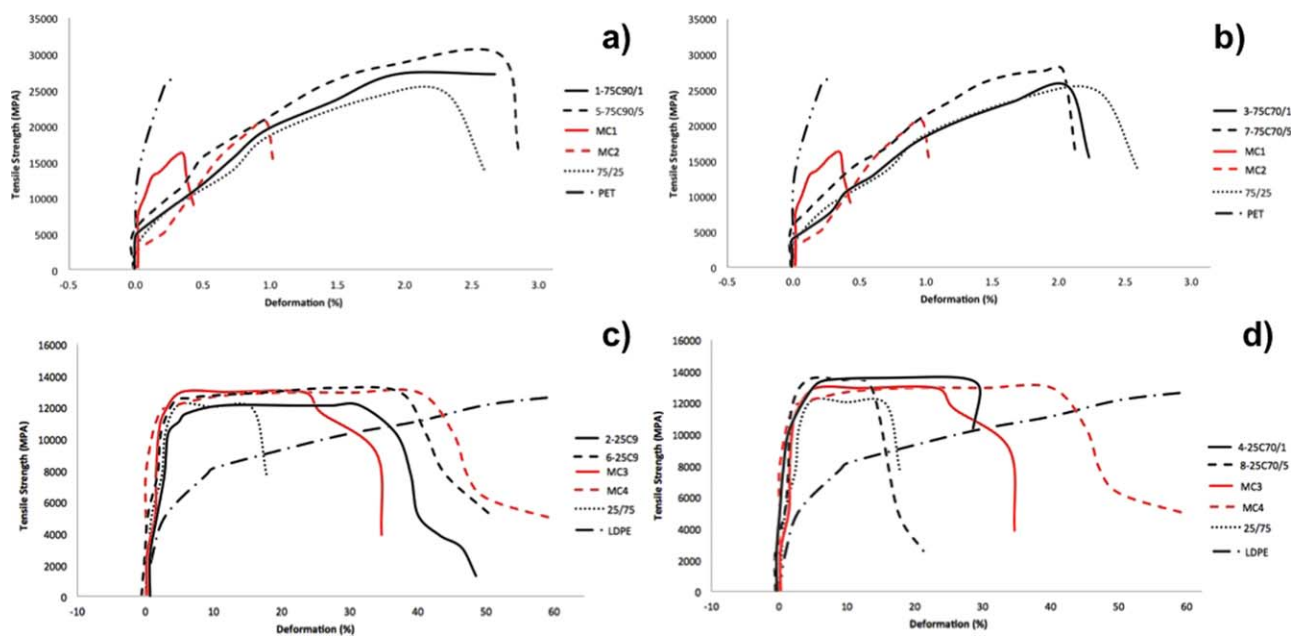 a)
Tensile Strength (MPA)
35000
30000
25000
20000
15000
10000
5000
0
-0.5 0.0 0.5 1.0 1.5 2.0 2.5 3.0
Deformation (%)
1-75C90/1
5-75C90/5
MC1
MC2
75/25
PET
b)
Tensile Strength (MPA)
35000
30000
25000
20000
15000
10000
5000
0
-0.5 0.0 0.5 1.0 1.5 2.0 2.5 3.0
Deformation (%)
3-75C70/1
7-75C70/5
MC1
MC2
75/25
PET
c)
Tensile Strength (MPA)
16000
14000
12000
10000
8000
6000
4000
2000
0
-10 0 10 20 30 40 50 60
Deformation (%)
2-25C9
6-25C9
MC3
MC4
25/75
LDPE
d)
Tensile Strength (MPA)
16000
14000
12000
10000
8000
6000
4000
2000
0
-10 0 10 20 30 40 50 60
Deformation (%)
4-25C70/1
8-25C70/5
MC3
MC4
25/75
LDPE